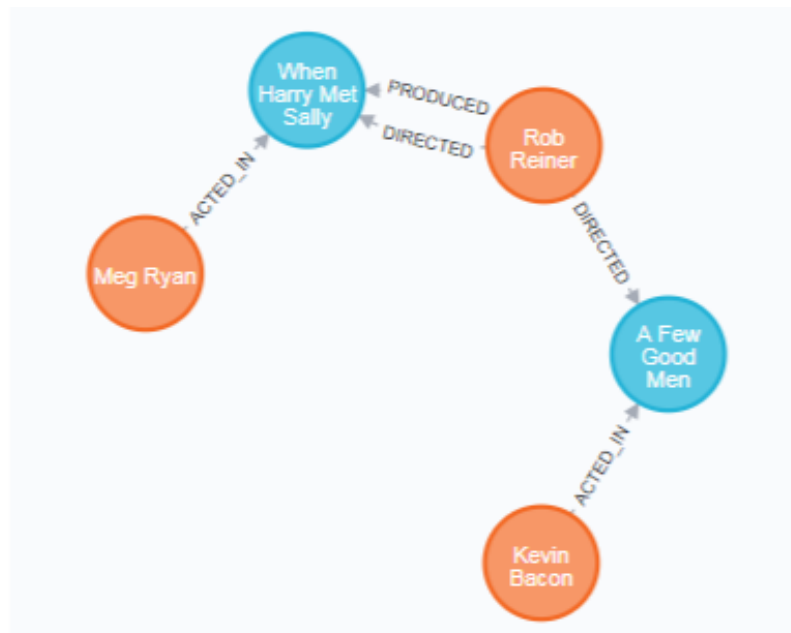 When
Harry Met
Sally
PRODUCED
DIRECTED
Rob
Reiner
ACTED_IN
Meg Ryan
DIRECTED
A Few
Good
Men
ACTED_IN
Kevin
Bacon